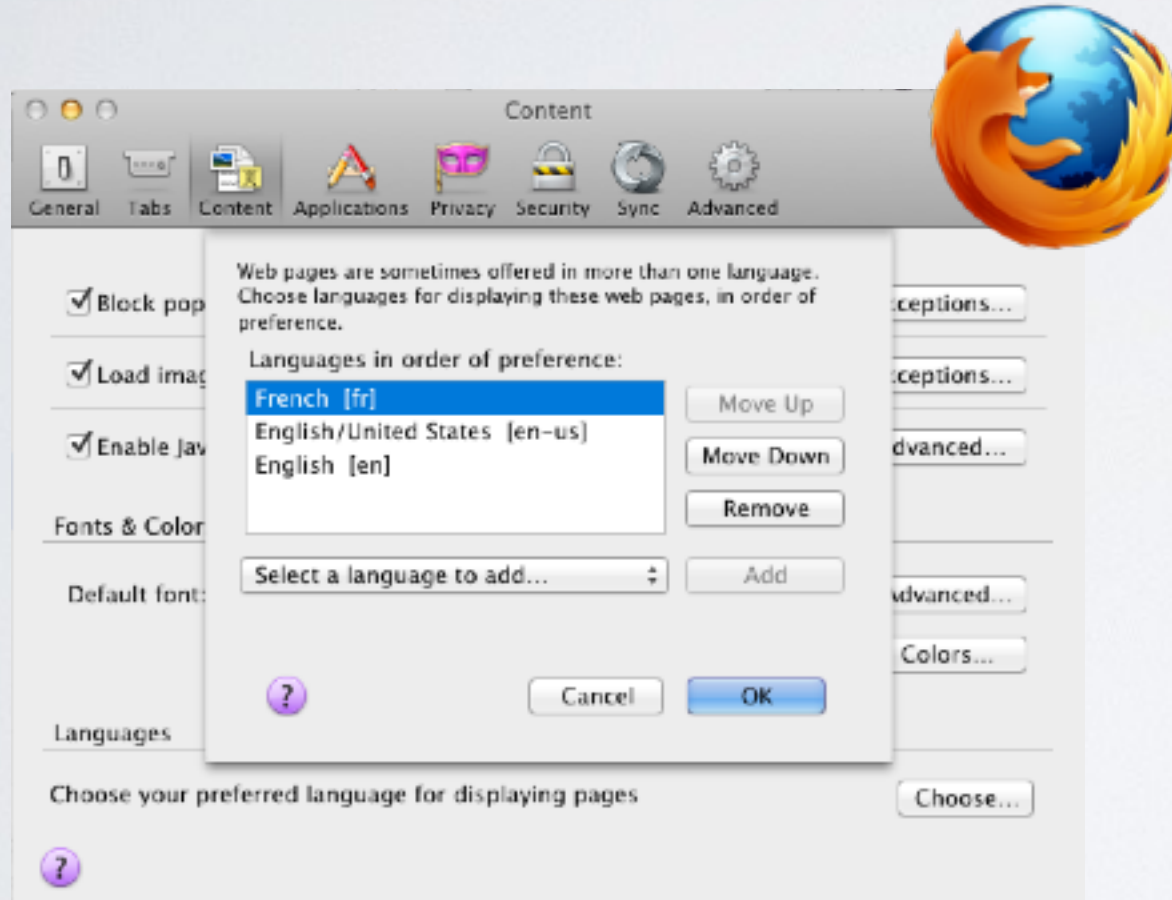 Content
General Tabs Content Applications Privacy Security Sync Advanced
Web pages are sometimes offered in more than one language.
Choose languages for displaying these web pages, in order of
preference.
Block pop
ceptions...
Languages in order of preference:
Load imag
ceptions...
French [fr]
Move Up
English/United States [en-us]
Enable Jav
Move Down
dvanced...
English [en]
Remove
Fonts & Color
Select a language to add...
Add
Default font:
Advanced...
Colors...
?
Cancel
OK
Languages
Choose your preferred language for displaying pages
Choose...
?